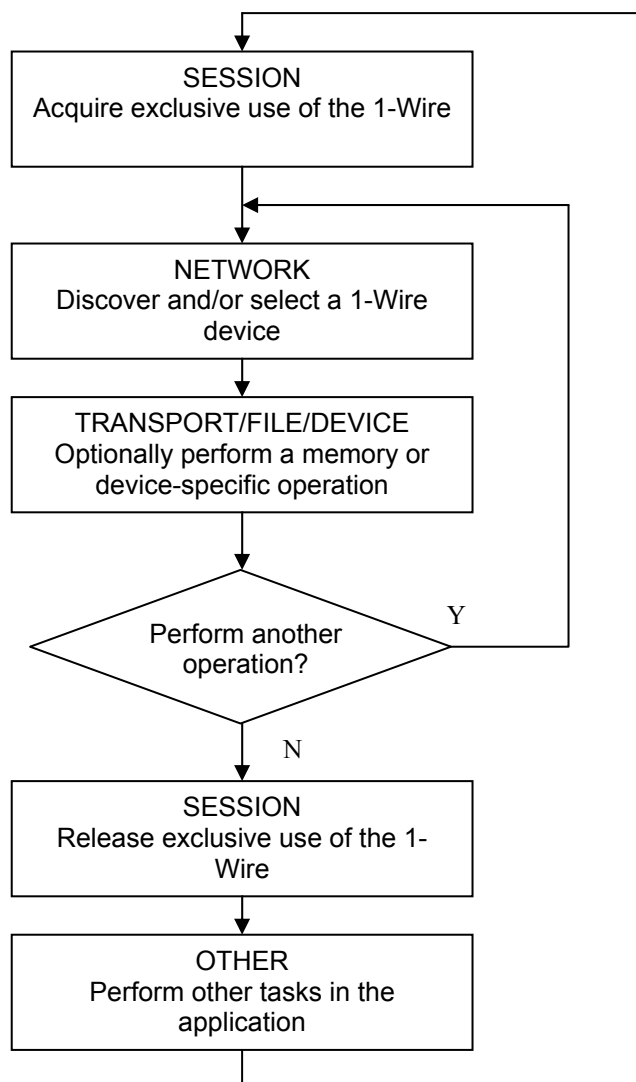 SESSION
Acquire exclusive use of the 1-Wire
NETWORK
Discover and/or select a 1-Wire
device
TRANSPORT/FILE/DEVICE
Optionally perform a memory or
device-specific operation
Perform another
operation?
Y
N
SESSION
Release exclusive use of the 1-
Wire
OTHER
Perform other tasks in the
application